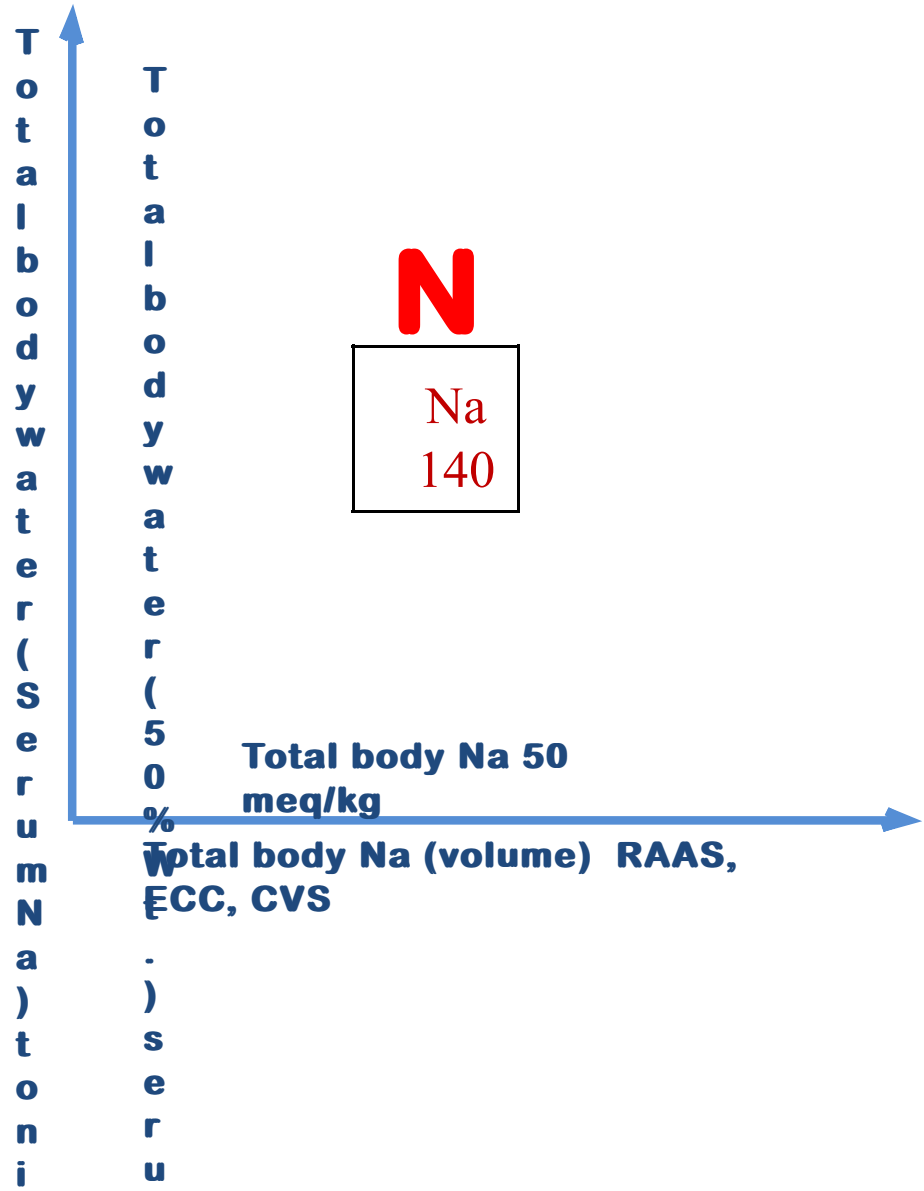 Total body water (Serum Na) toni
Total body water (50% Wt.) seru
N
Na
140
Total body Na 50
meq/kg
Total body Na (volume) RAAS,
ECC, CVS